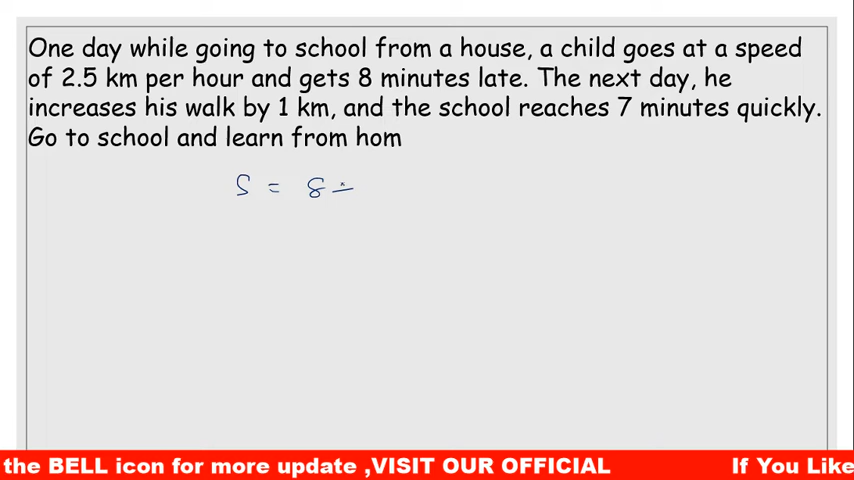 One day while going to school from a house, a child goes at a speed
of 2.5 km per hour and gets 8 minutes late. The next day, he
increases his walk by 1 km, and the school reaches 7 minutes quickly.
Go to school and learn from hom
S = 8
the BELL icon for more update ,VISIT OUR OFFICIAL If You Like